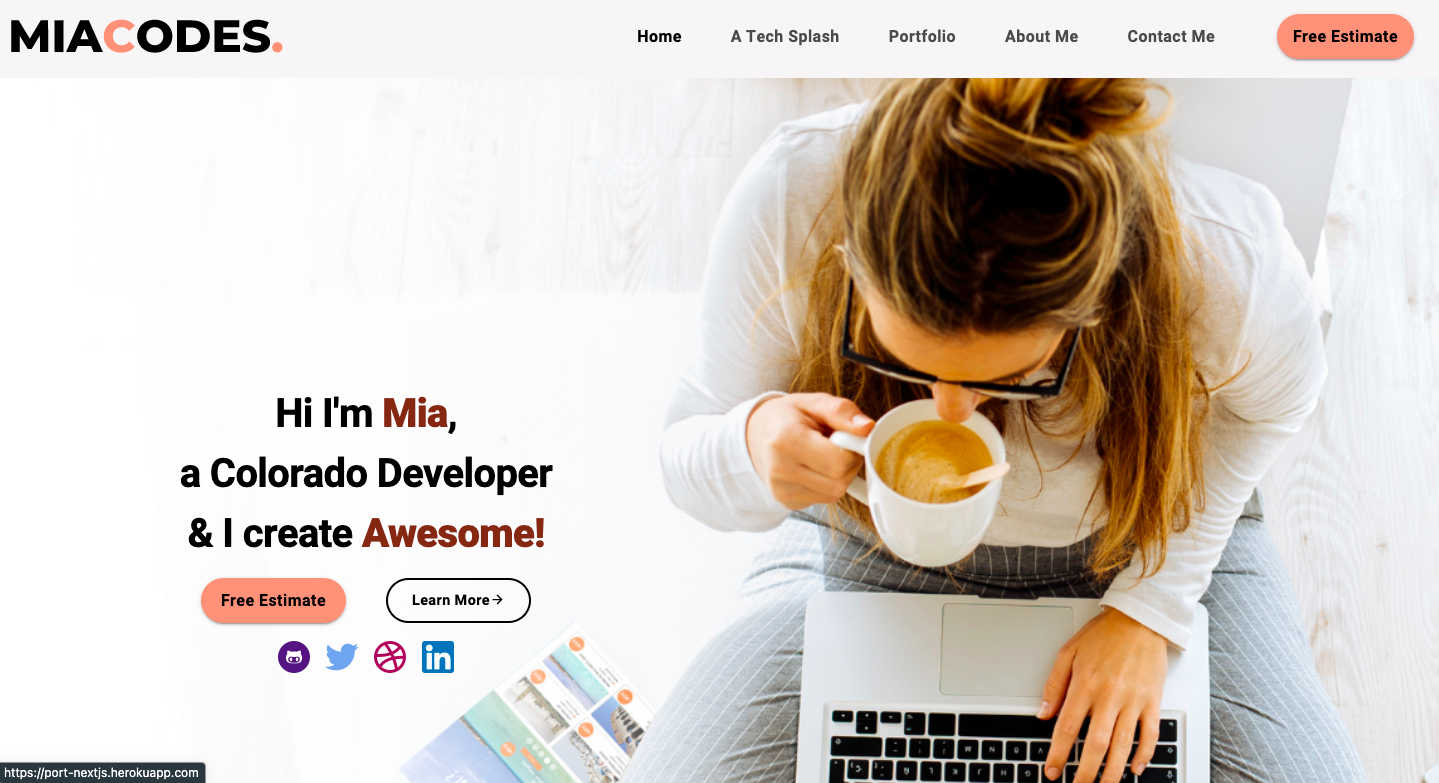 MIACODES.
Home
A Tech Splash
Portfolio
About Me
Contact Me
Free Estimate
Hi I'm Mia,
a Colorado Developer
& I create Awesome!
Free Estimate
Learn More→
in
https://port-nextjs.herokuapp.com